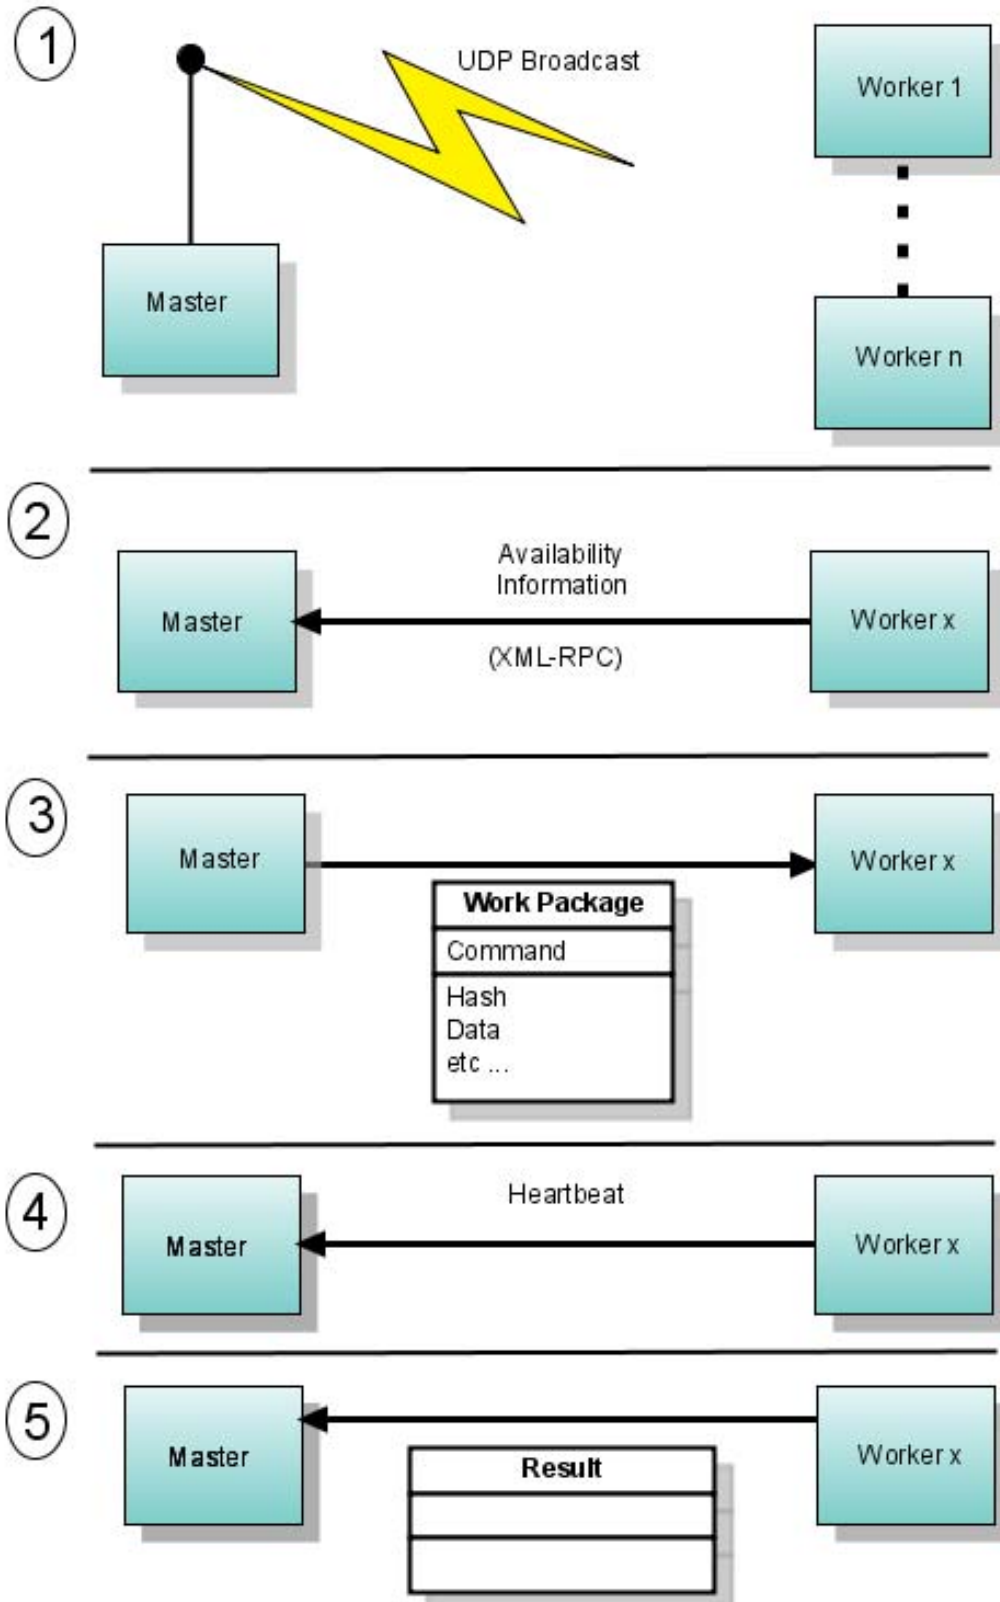 1
UDP Broadcast
Worker 1
Master
Worker n
2
Availability
Information
Master
Worker x
(XML-RPC)
3
Master
Worker x
Work Package
Command
Hash
Data
etc ...
4
Heartbeat
Master
Worker x
5
Master
Worker x
Result